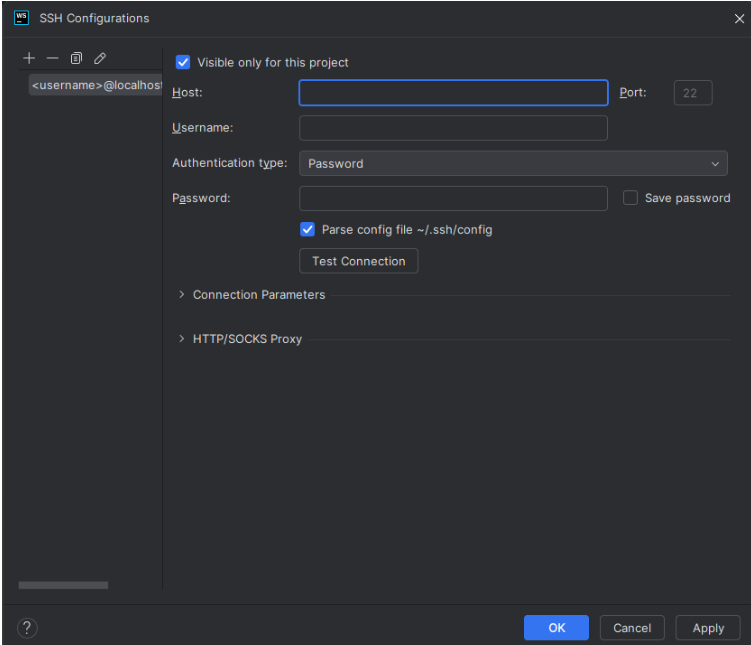 WS SSH Configurations
<username>@localhost
Visible only for this project
Host: Port: 22
Username:
Authentication type: Password
Password: Save password
Parse config file ~/.ssh/config
Test Connection
Connection Parameters
HTTP/SOCKS Proxy
? OK Cancel Apply